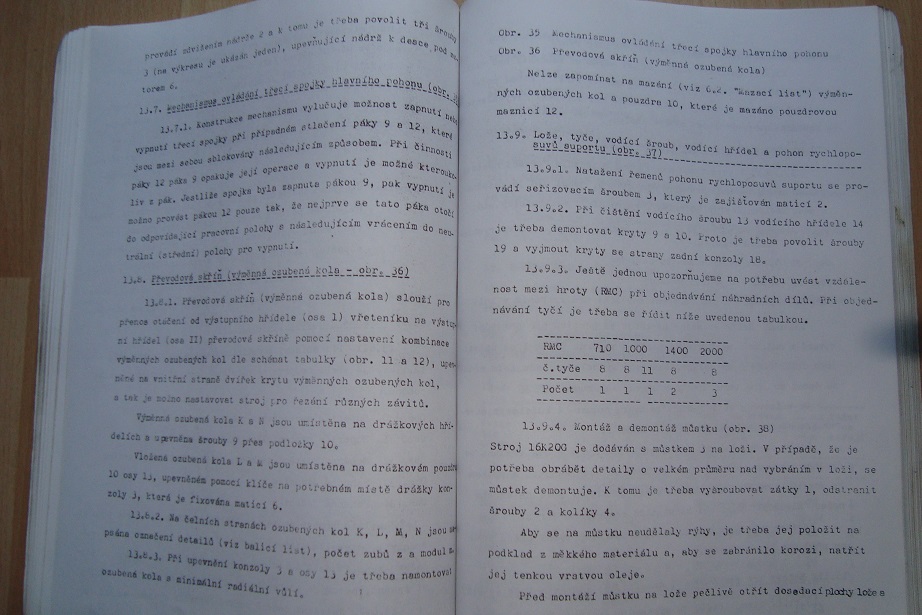 provádí zdvižením nádrže 2 a k tomu je třeba povolit tři šrouby
3 (na výkresu je ukázán jeden), upevňující nádrž k desce pod
torem 6.
13.7. Mechanismus ovládání třecí spojky hlavního pohonu (obr.
13.7.1. Konstrukce mechanismu vylučuje možnost zapnutí nebo
vypnutí třecí spojky při případném stlačení páky 9 a 12, které
jsou mezi sebou zblokovány následujícím způsobem. Při činnosti
páky 12 páka 9 opakuje její operace a vypnutí je možné kterouko-
liv z pák. Jestliže spojka byla zapnuta pákou 9, pak vypnutí je
možno provést pákou 12 pouze tak, že nejprve se tato páka otočí
do odpovídající pracovní polohy s následujícím vrácením do neu-
trální (střední) polohy pro vypnutí.
13.8. Převodová skříň (výměnná ozubená kola - obr. 36)
13.8.1. Převodová skříň (výměnná ozubená kola) slouží pro
přenos otáčení od výstupního hřídele (osa I) vřeteníku na výstup-
ní hřídel (osa II) převodové skříně pomocí nastavení kombinace
výměnných ozubených kol dle schémat tabulky (obr. 11 a 12), upev-
něné na vnitřní straně dvířek krytu výměnných ozubených kol,
a tak je možno nastavovat stroj pro řezání různých závitů.
Výměnná ozubená kola K a N jsou umístěna na drážkových hří-
delích a upevněna šrouby 9 přes podložky 10.
Vložená ozubená kola L a M jsou umístěna na drážkovém pouzdru
10 osy 13, upevněném pomocí klíče na potřebném místě drážky kon-
zoly 3, která je fixována maticí 6.
13.8.2. Na čelních stranách ozubených kol K, L, M, N jsou
psána označení detailů (viz balicí list), počet zubů z a modul m.
13.8.3. Při upevnění konzoly 3 a osy 13 je třeba namontovat
ozubená kola s minimální radiální vůlí.
Obr. 35 Mechanismus ovládání třecí spojky hlavního pohonu
Obr. 36 Převodová skříň (výměnná ozubená kola)
Nelze zapomínat na mazání (viz 6.2. "Mazací list") výměn-
ných ozubených kol a pouzdra 10, které je mazáno pouzdrovou
maznicí 12.
13.9. Lože, tyče, vodící šroub, vodící hřídel a pohon rychlopo-
suvů suportu (obr. 37)
13.9.1. Natažení řemenů pohonu rychloposuvů suportu se pro-
vádí seřizovacím šroubem 3, který je zajišťován maticí 2.
13.9.2. Při čištění vodícího šroubu 13 vodícího hřídele 14
je třeba demontovat kryty 9 a 10. Proto je třeba povolit šrouby
19 a vyjmout kryty se strany zadní konzoly 18.
13.9.3. Ještě jednou upozorňujeme na potřebu uvést vzdále-
nost mezi hroty (RMC) při objednávání náhradních dílů. Při objed-
návání tyčí je třeba se řídit níže uvedenou tabulkou.
RMC 710 1000 1400 2000
č.tyče 8 8 11 8 8
Počet 1 1 1 2 3
13.9.4. Montáž a demontáž můstku (obr. 38)
Stroj 16K20G je dodáván s můstkem 3 na loži. V případě, že je
potřeba obrábět detaily o velkém průměru nad vybráním v loži, se
můstek demontuje. K tomu je třeba vyšroubovat zátky 1, odstranit
šrouby 2 a kolíky 4.
Aby se na můstku neudělaly rýhy, je třeba jej položit na
podklad z měkkého materiálu a, aby se zabránilo korozi, natřít
jej tenkou vrstvou oleje.
Před montáží můstku na lože pečlivě otřít dosedací plochy lože a